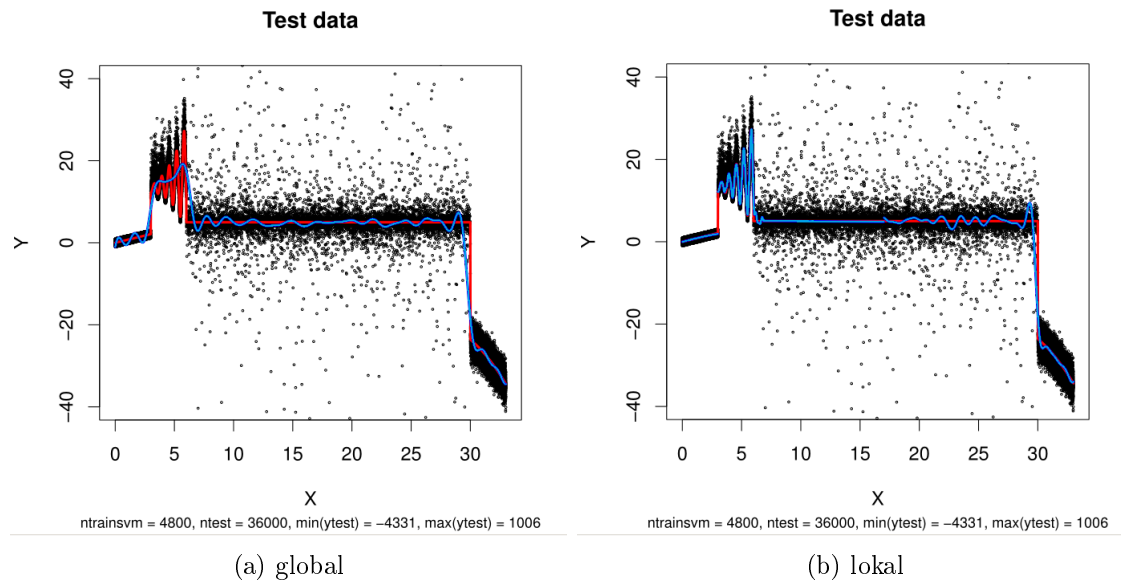 Test data
Y
40
20
0
−20
−40
0 5 10 15 20 25 30
X
ntrainsvm = 4800, ntest = 36000, min(ytest) = −4331, max(ytest) = 1006
(a) global
Test data
Y
40
20
0
−20
−40
0 5 10 15 20 25 30
X
ntrainsvm = 4800, ntest = 36000, min(ytest) = −4331, max(ytest) = 1006
(b) lokal